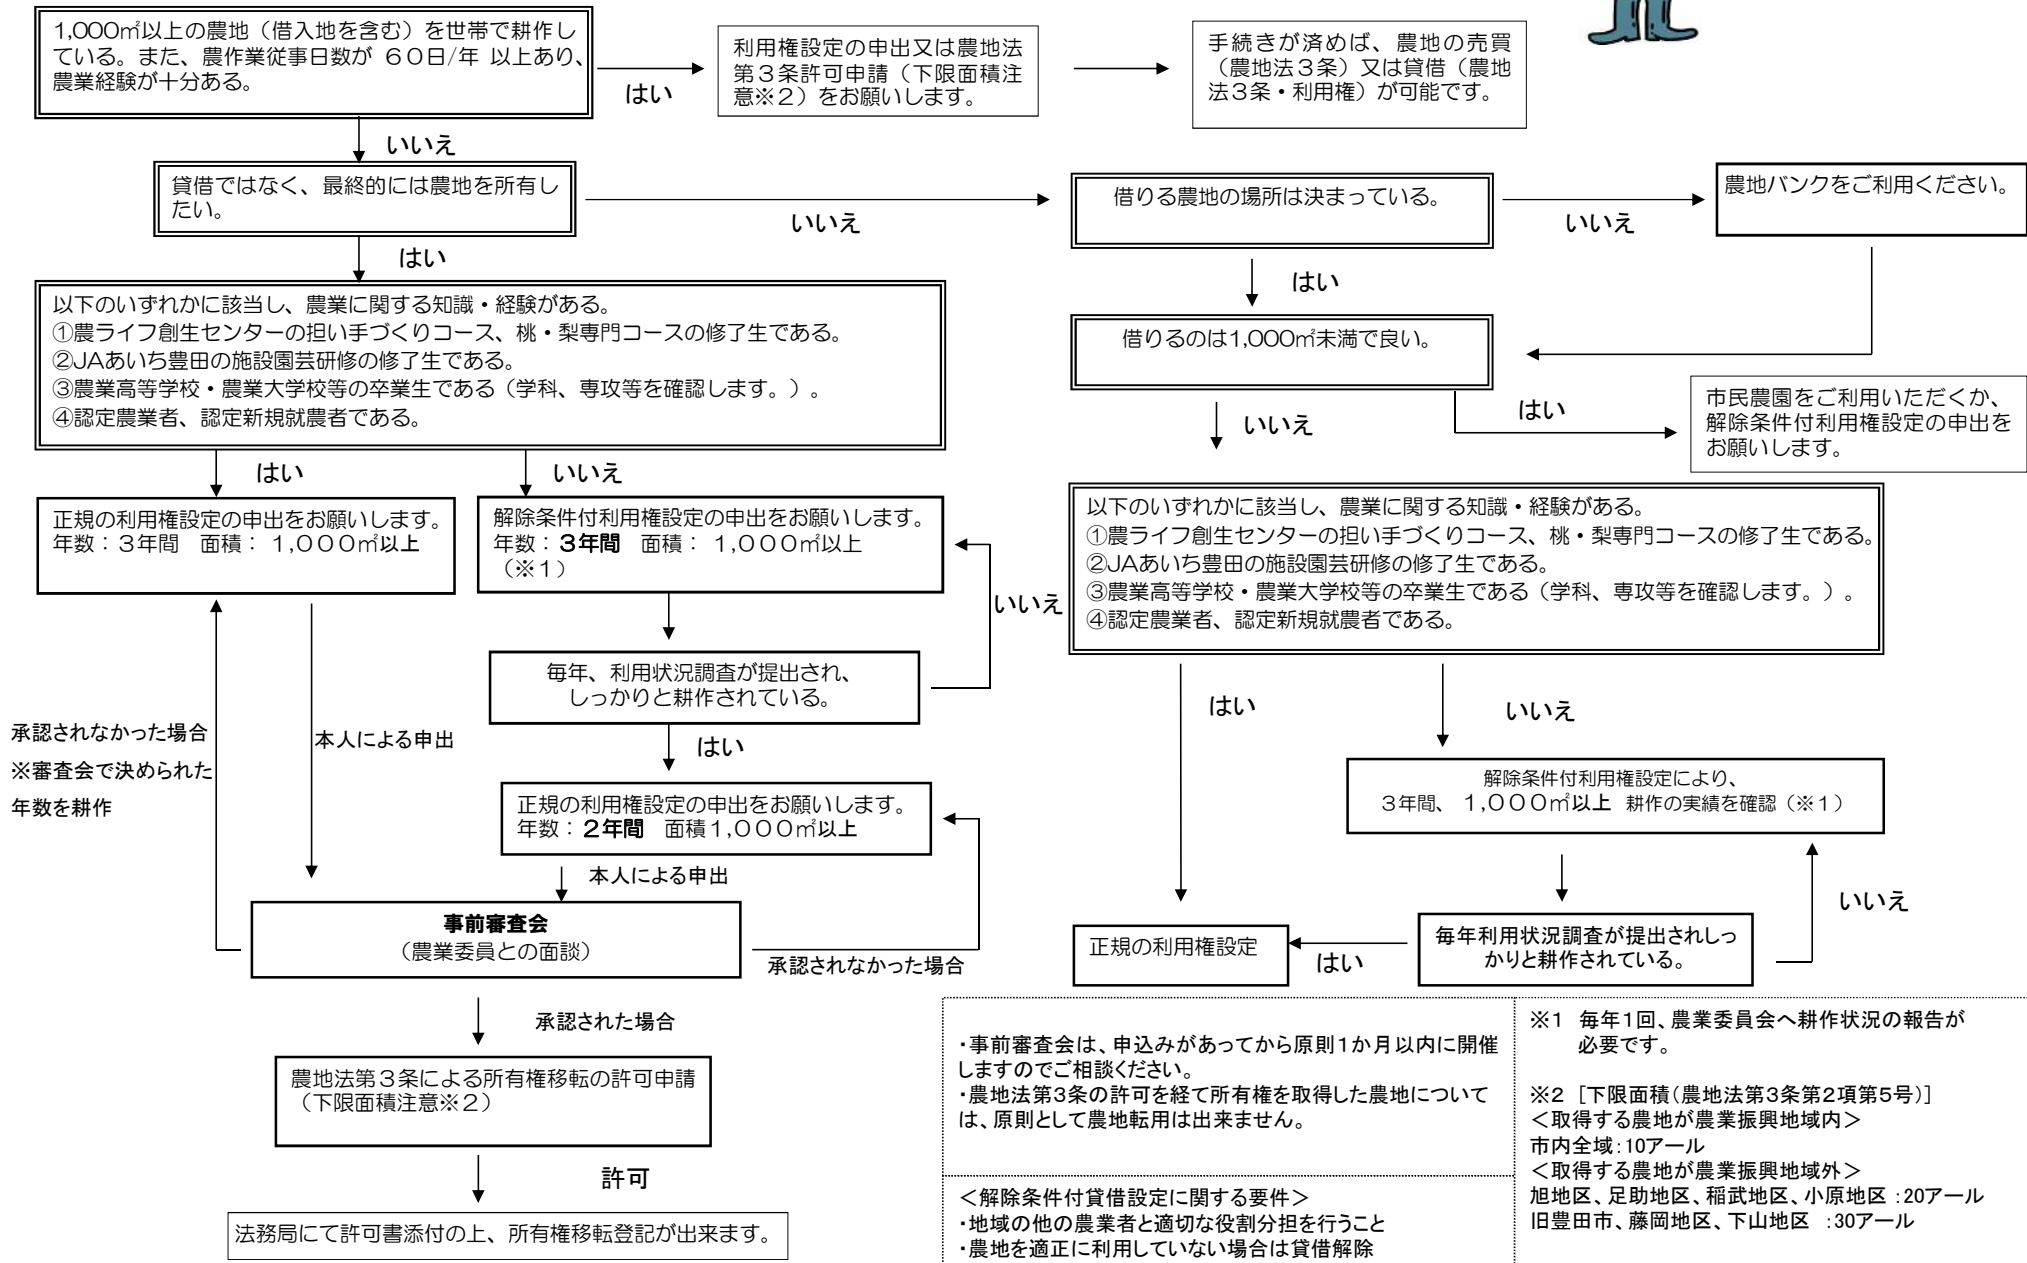 1,000㎡以上の農地（借入地を含む）を世帯で耕作し
ている。また、農作業従事日数が ６０日/年 以上あり、
農業経験が十分ある。
はい
利用権設定の申出又は農地法
第３条許可申請（下限面積注
意※２）をお願いします。
手続きが済めば、農地の売買
（農地法３条）又は貸借（農地
法３条・利用権）が可能です。
いいえ
貸借ではなく、最終的には農地を所有し
たい。
いいえ
借りる農地の場所は決まっている。
いいえ
農地バンクをご利用ください。
はい
はい
以下のいずれかに該当し、農業に関する知識・経験がある。
①農ライフ創生センターの担い手づくりコース、桃・梨専門コースの修了生である。
②JAあいち豊田の施設園芸研修の修了生である。
③農業高等学校・農業大学校等の卒業生である（学科、専攻等を確認します。）。
④認定農業者、認定新規就農者である。
借りるのは1,000㎡未満で良い。
はい
いいえ
市民農園をご利用いただくか、
解除条件付利用権設定の申出を
お願いします。
はい
いいえ
正規の利用権設定の申出をお願いします。
年数：３年間　面積： １,０００㎡以上
解除条件付利用権設定の申出をお願いします。
年数：３年間　面積： １,０００㎡以上
（※１）
いいえ
以下のいずれかに該当し、農業に関する知識・経験がある。
①農ライフ創生センターの担い手づくりコース、桃・梨専門コースの修了生である。
②JAあいち豊田の施設園芸研修の修了生である。
③農業高等学校・農業大学校等の卒業生である（学科、専攻等を確認します。）。
④認定農業者、認定新規就農者である。
毎年、利用状況調査が提出され、
しっかりと耕作されている。
はい
はい
いいえ
承認されなかった場合
※審査会で決められた
年数を耕作
本人による申出
正規の利用権設定の申出をお願いします。
年数：２年間　面積１,０００㎡以上
解除条件付利用権設定により、
３年間、 １,０００㎡以上 耕作の実績を確認（※１）
本人による申出
いいえ
事前審査会
（農業委員との面談）
承認されなかった場合
正規の利用権設定
はい
毎年利用状況調査が提出されしっ
かりと耕作されている。
承認された場合
農地法第３条による所有権移転の許可申請
（下限面積注意※２）
許可
法務局にて許可書添付の上、所有権移転登記が出来ます。
・事前審査会は、申込みがあってから原則１か月以内に開催
しますのでご相談ください。
・農地法第3条の許可を経て所有権を取得した農地について
は、原則として農地転用は出来ません。
＜解除条件付貸借設定に関する要件＞
・地域の他の農業者と適切な役割分担を行うこと
・農地を適正に利用していない場合は貸借解除
※１　毎年１回、農業委員会へ耕作状況の報告が
必要です。
※２ ［下限面積（農地法第３条第２項第５号）］
＜取得する農地が農業振興地域内＞
市内全域：10アール
＜取得する農地が農業振興地域外＞
旭地区、足助地区、稲武地区、小原地区 ：20アール
旧豊田市、藤岡地区、下山地区　：30アール